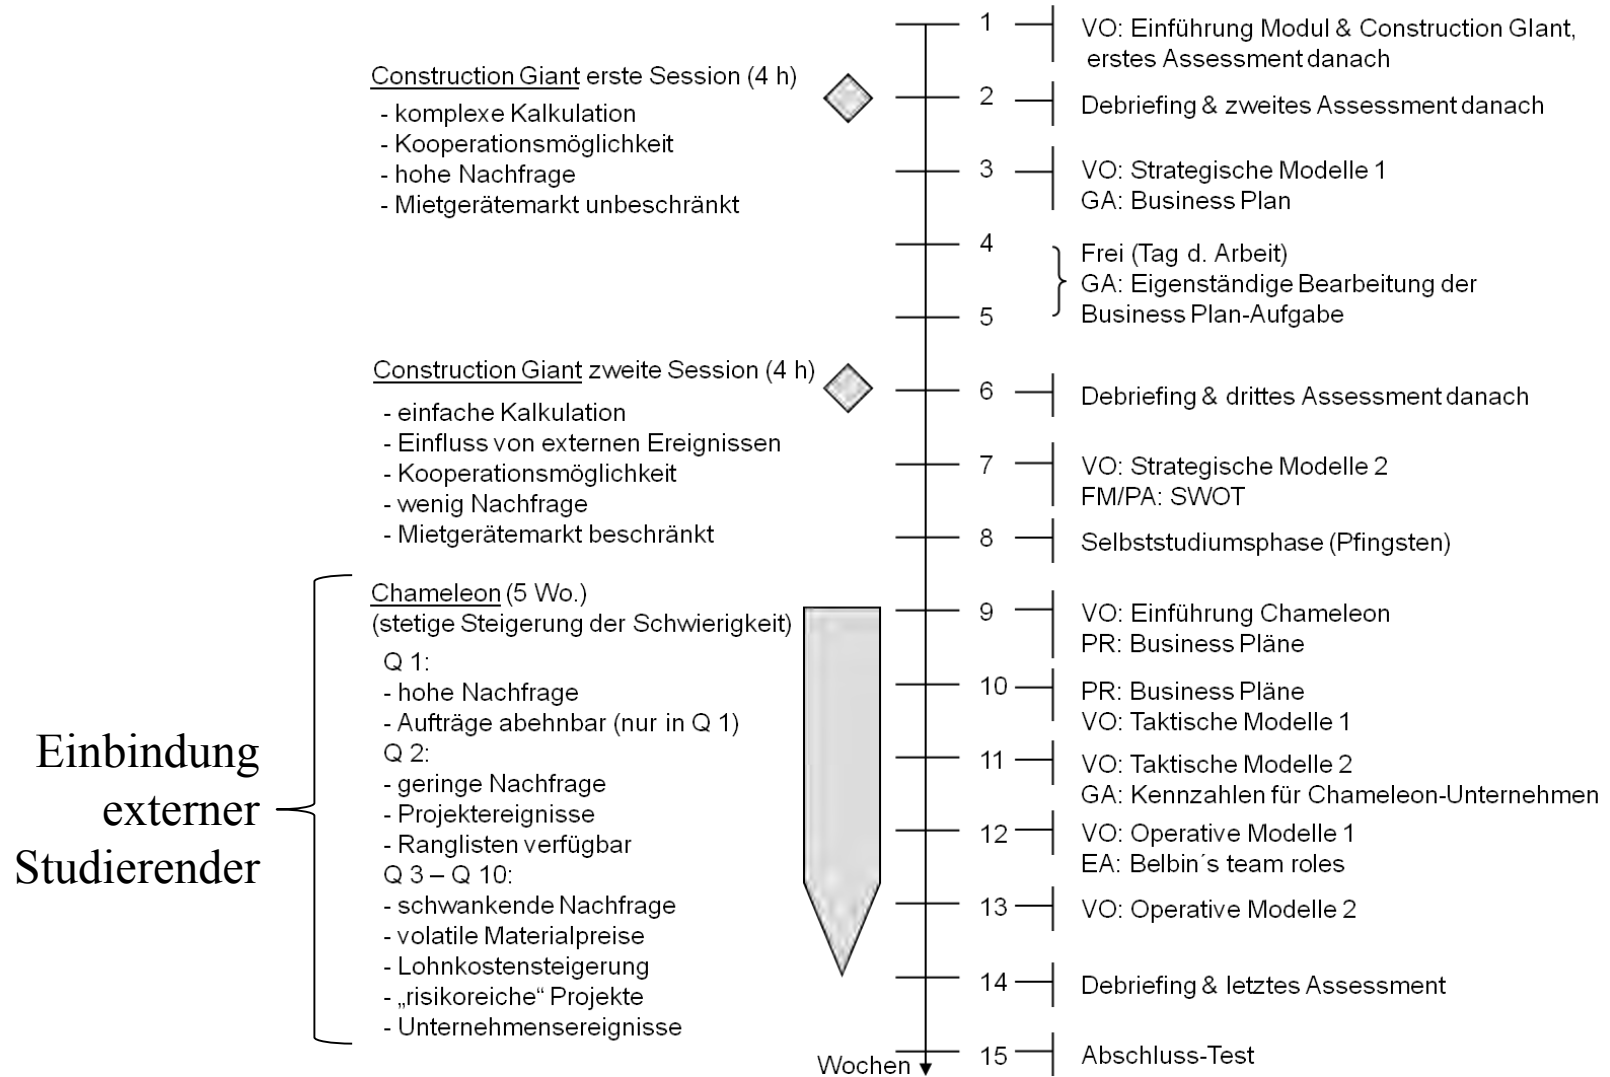 Einbindung
externer
Studierender
Construction Giant erste Session (4 h)
- komplexe Kalkulation
- Kooperationsmöglichkeit
- hohe Nachfrage
- Mietgerätemarkt unbeschränkt
Construction Giant zweite Session (4 h)
- einfache Kalkulation
- Einfluss von externen Ereignissen
- Kooperationsmöglichkeit
- wenig Nachfrage
- Mietgerätemarkt beschränkt
Chameleon (5 Wo.)
(stetige Steigerung der Schwierigkeit)
Q 1:
- hohe Nachfrage
- Aufträge abehnbar (nur in Q 1)
Q 2:
- geringe Nachfrage
- Projektereignisse
- Ranglisten verfügbar
Q 3 – Q 10:
- schwankende Nachfrage
- volatile Materialpreise
- Lohnkostensteigerung
- „risikoreiche“ Projekte
- Unternehmensereignisse
Wochen
1
VO: Einführung Modul & Construction GIant,
erstes Assessment danach
2
Debriefing & zweites Assessment danach
3
VO: Strategische Modelle 1
GA: Business Plan
4
5
Frei (Tag d. Arbeit)
GA: Eigenständige Bearbeitung der
Business Plan-Aufgabe
6
Debriefing & drittes Assessment danach
7
VO: Strategische Modelle 2
FM/PA: SWOT
8
Selbststudiumsphase (Pfingsten)
9
VO: Einführung Chameleon
PR: Business Pläne
10
PR: Business Pläne
VO: Taktische Modelle 1
11
VO: Taktische Modelle 2
GA: Kennzahlen für Chameleon-Unternehmen
12
VO: Operative Modelle 1
EA: Belbin´s team roles
13
VO: Operative Modelle 2
14
Debriefing & letztes Assessment
15
Abschluss-Test